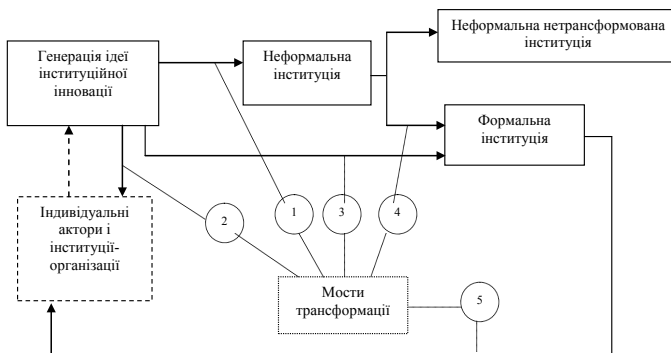 Генерація ідеї
інституційної
інновації
Неформальна
інституція
Неформальна нетрансформована
інституція
Формальна
інституція
Індивідуальні
актори і
інституції-
організації
2
1
3
4
Мости
трансформації
5